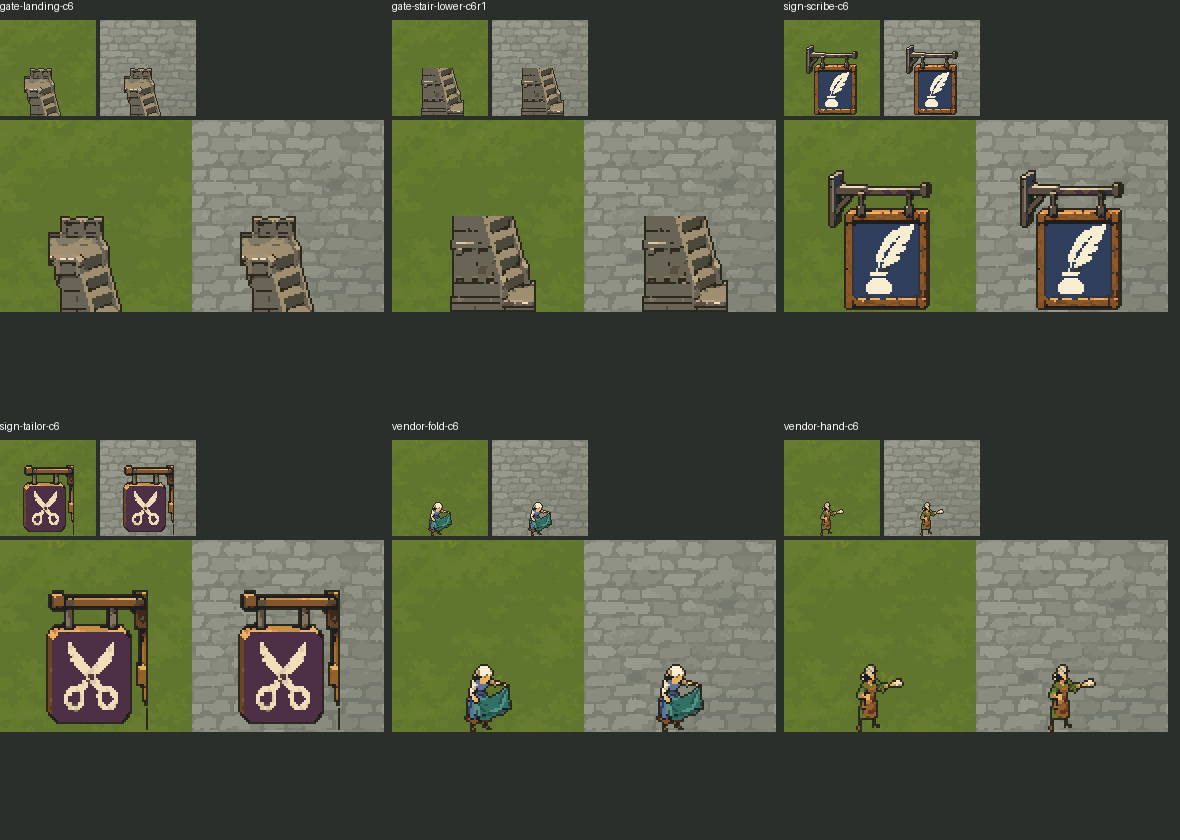 gate-landing-c6
gate-stair-lower-c6r1
sign-scribe-c6
sign-tailor-c6
vendor-fold-c6
vendor-hand-c6